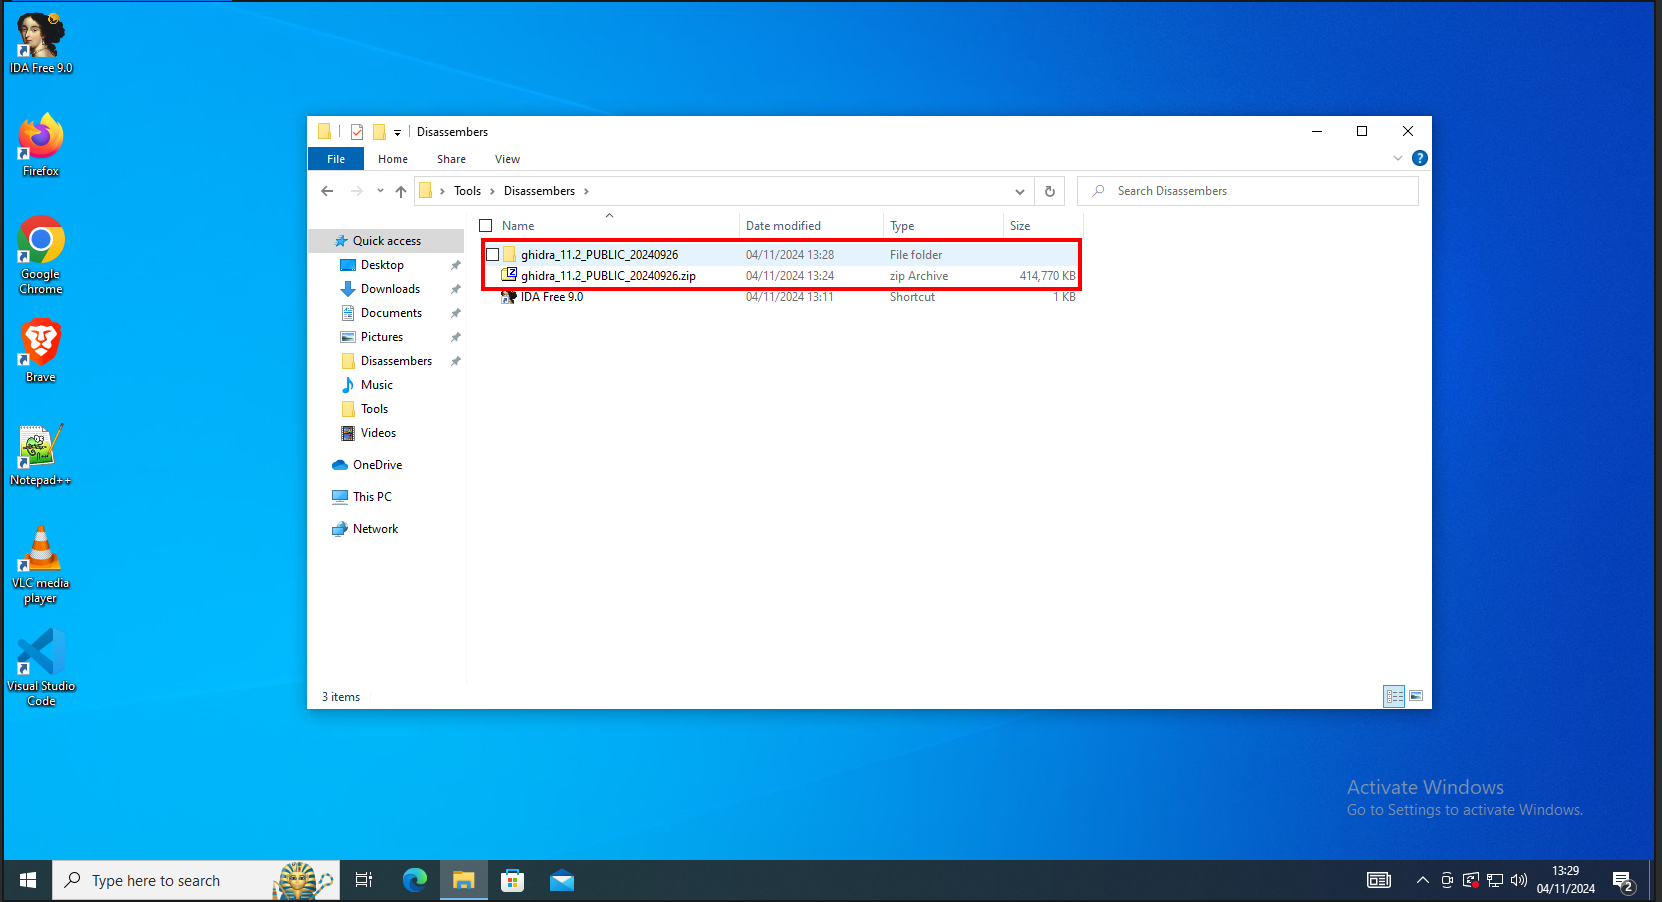 IDA Free 9.0
Firefox
Google
Chrome
Brave
Notepad++
VLC media
player
Visual Studio
Code
Disassembers
File Home Share View
Tools Disassembers
Search Disassembers
Name Date modified Type Size
ghidra_11.2_PUBLIC_20240926 04/11/2024 13:28 File folder
ghidra_11.2_PUBLIC_20240926.zip 04/11/2024 13:24 zip Archive 414,770 KB
IDA Free 9.0 04/11/2024 13:11 Shortcut 1 KB
Quick access
Desktop
Downloads
Documents
Pictures
Disassembers
Music
Tools
Videos
OneDrive
This PC
Network
3 items
Activate Windows
Go to Settings to activate Windows.
Type here to search
13:29
04/11/2024
2